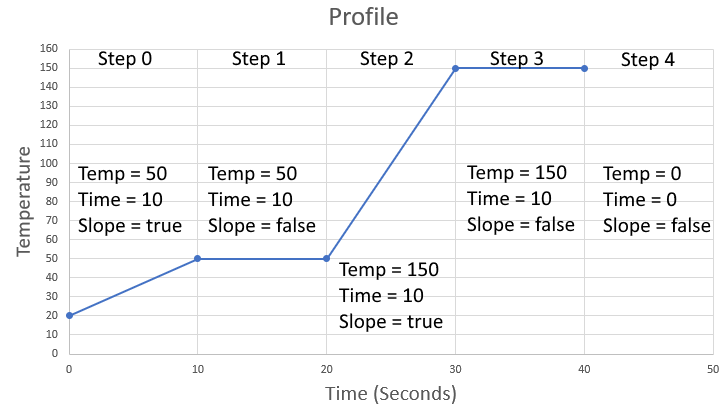 Profile
Step 0
Step 1
Step 2
Step 3
Step 4
160
150
140
130
120
110
100
90
80
70
60
50
40
30
20
10
0
Temperature
Temp = 50
Time = 10
Slope = true
Temp = 50
Time = 10
Slope = false
Temp = 150
Time = 10
Slope = true
Temp = 150
Time = 10
Slope = false
Temp = 0
Time = 0
Slope = false
0
10
20
30
40
50
Time (Seconds)